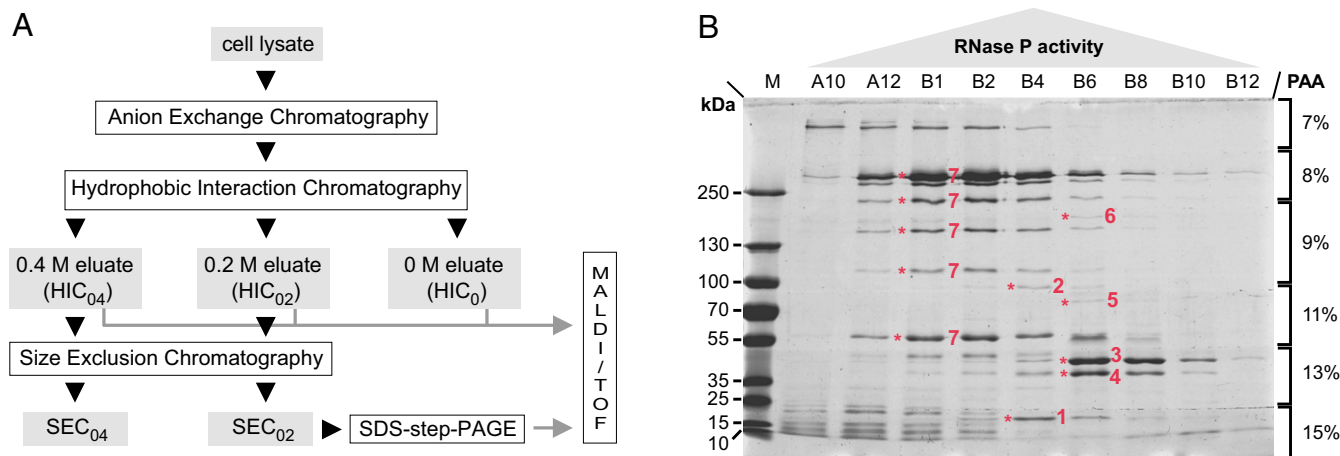 A
cell lysate
Anion Exchange Chromatography
Hydrophobic Interaction Chromatography
0.4 M eluate 0.2 M eluate 0 M eluate
(HIC04) (HIC02) (HIC0)
MALDI/TOF
Size Exclusion Chromatography
SEC04 SEC02 SDS-step-PAGE
B
RNase P activity
M A10 A12 B1 B2 B4 B6 B8 B10 B12 PAA
kDa
7%
* 7 8%
250
* 7
* 6
* 7
130 9%
* 7
100 * 2
* 5
70 11%
55 * 7
* 3
* 4 13%
35
25
* 1
15 15%
10